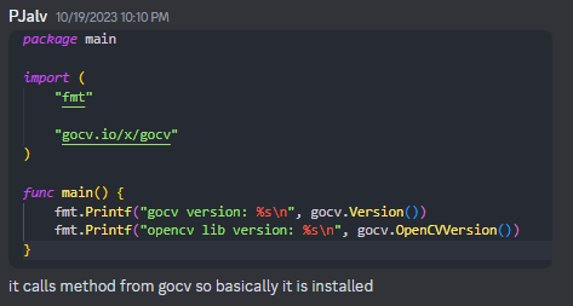 PJalv 10/19/2023 10:10 PM
package main
import (
"fmt"
"gocv.io/x/gocv"
)
func main() {
fmt.Printf("gocv version: %s\n", gocv.Version())
fmt.Printf("opencv lib version: %s\n", gocv.OpenCVVersion())
}
it calls method from gocv so basically it is installed